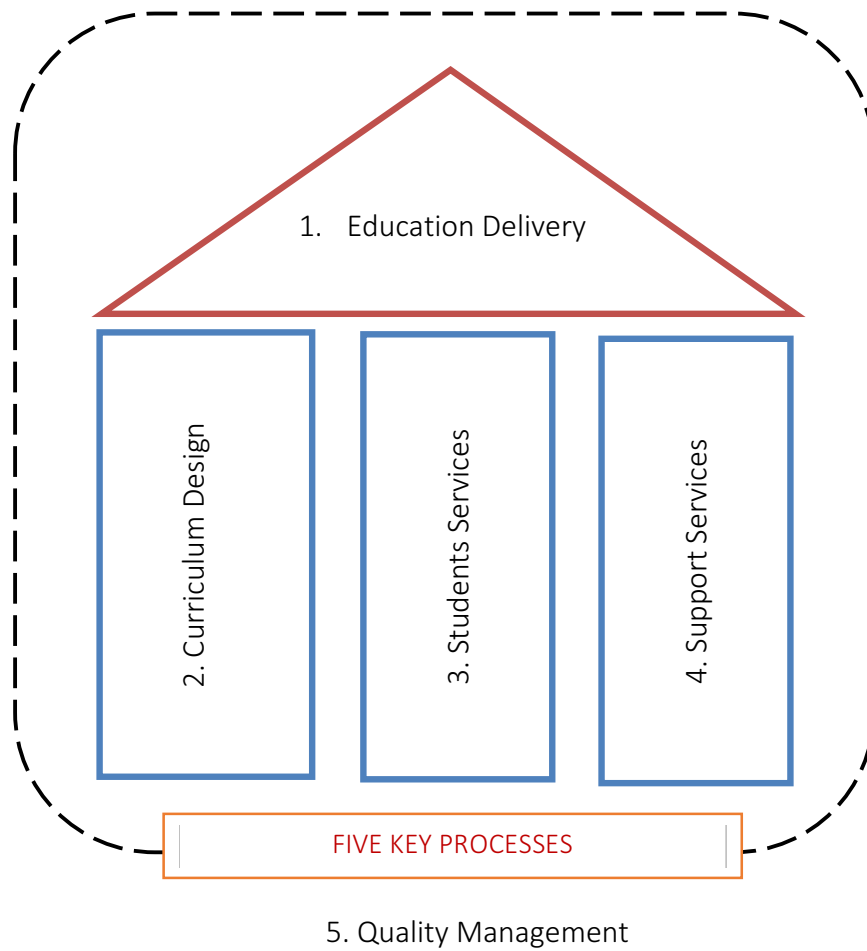 1. Education Delivery
2. Curriculum Design
3. Students Services
4. Support Services
FIVE KEY PROCESSES
5. Quality Management